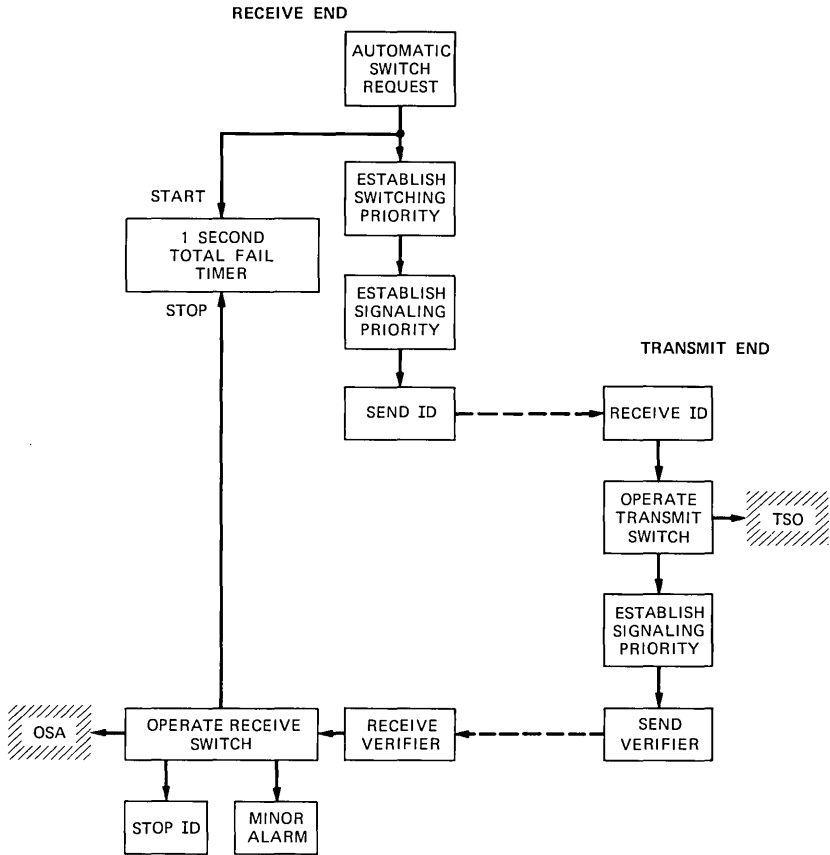 RECEIVE END
AUTOMATIC
SWITCH
REQUEST
START
ESTABLISH
SWITCHING
PRIORITY
1 SECOND
TOTAL FAIL
TIMER
STOP
ESTABLISH
SIGNALING
PRIORITY
TRANSMIT END
SEND ID
RECEIVE ID
OPERATE
TRANSMIT
SWITCH
TSO
ESTABLISH
SIGNALING
PRIORITY
OSA
OPERATE RECEIVE
SWITCH
RECEIVE
VERIFIER
SEND
VERIFIER
STOP ID
MINOR
ALARM